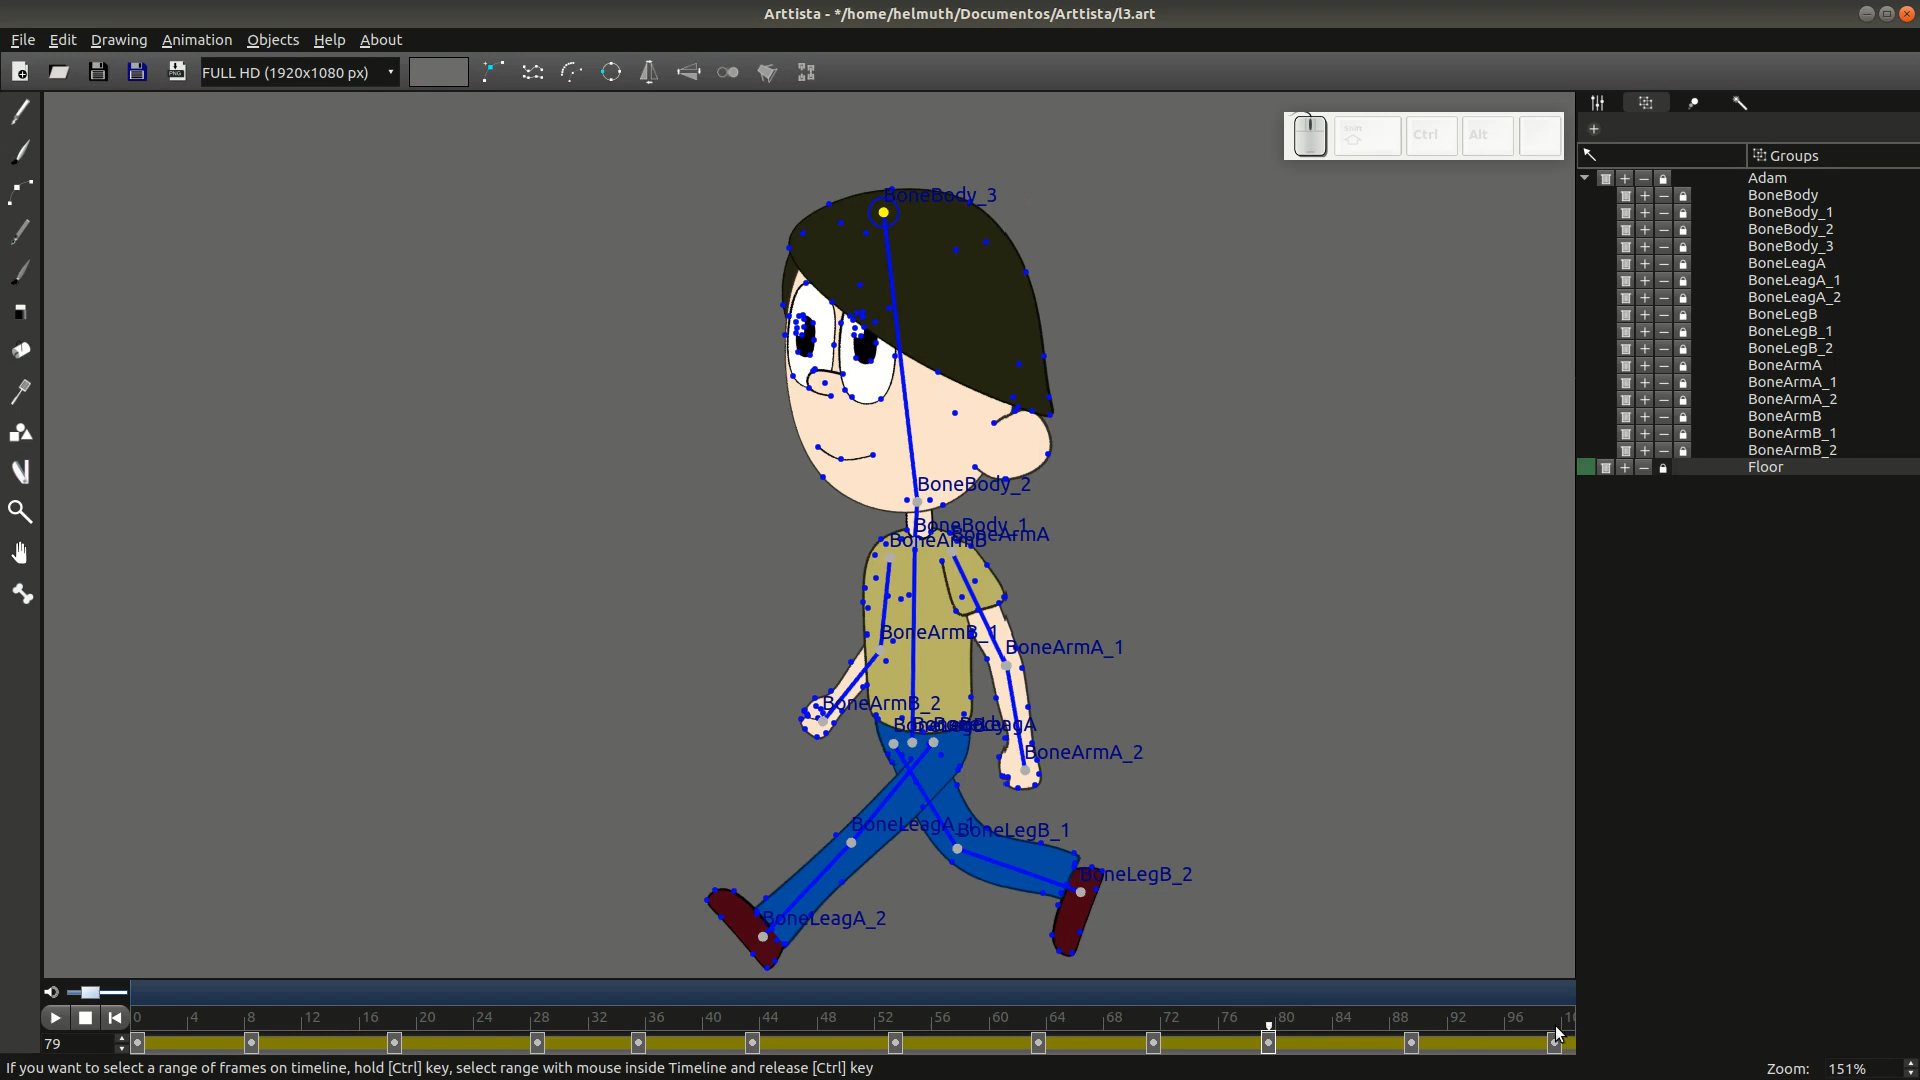 Arttista - */home/helmuth/Documentos/Arttista/l3.art
File Edit Drawing Animation Objects Help About
PNG
FULL HD (1920x1080 px)
Shift
Ctrl
Alt
Groups
Adam
BoneBody
BoneBody_1
BoneBody_2
BoneBody_3
BoneLeagA
BoneLeagA_1
BoneLeagA_2
BoneLegB
BoneLegB_1
BoneLegB_2
BoneArmA
BoneArmA_1
BoneArmA_2
BoneArmB
BoneArmB_1
BoneArmB_2
Floor
BoneBody_3
BoneBody_2
BoneBody_1
BoneArmA
BoneArmB
BoneArmB_1
BoneArmA_1
BoneArmB_2
BoneArmA_2
BoneLeagA_1
BoneLegB_1
BoneLegB_2
BoneLeagA_2
0 4 8 12 16 20 24 28 32 36 40 44 48 52 56 60 64 68 72 76 80 84 88 92 96
79
If you want to select a range of frames on timeline, hold [Ctrl] key, select range with mouse inside Timeline and release [Ctrl] key
Zoom: 151%